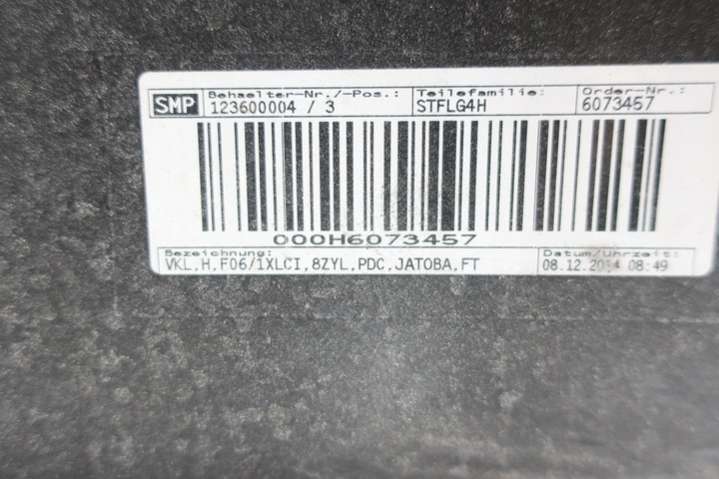 SMP Behaelter-Nr./-Pos.: Teilefamilie: Order-Nr.:
123600004 / 3 STFLG4H 6073457
000H6073457
Bezeichnung: Datum/Uhrzeit:
VKL,H,F06/1XLCI,8ZYL,PDC,JATOBA,FT 08.12.2014 08:49